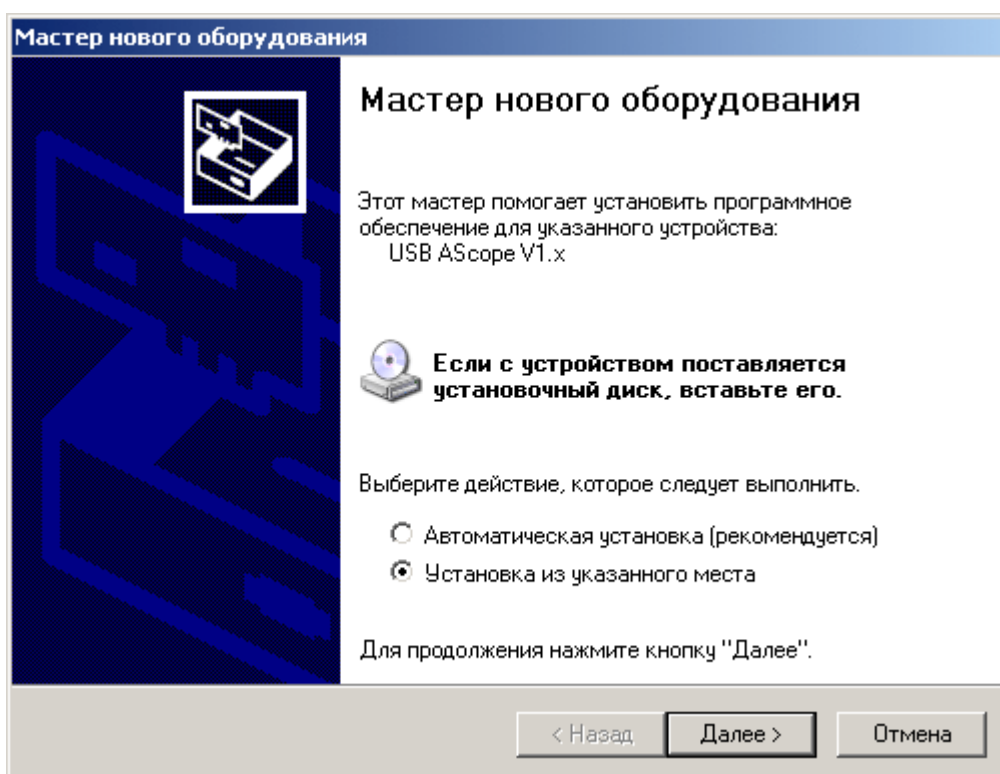 Мастер нового оборудования
Мастер нового оборудования
Этот мастер помогает установить программное
обеспечение для указанного устройства:
USB AScope V1.x
Если с устройством поставляется
установочный диск, вставьте его.
Выберите действие, которое следует выполнить.
Автоматическая установка (рекомендуется)
Установка из указанного места
Для продолжения нажмите кнопку "Далее".
< Назад
Далее >
Отмена